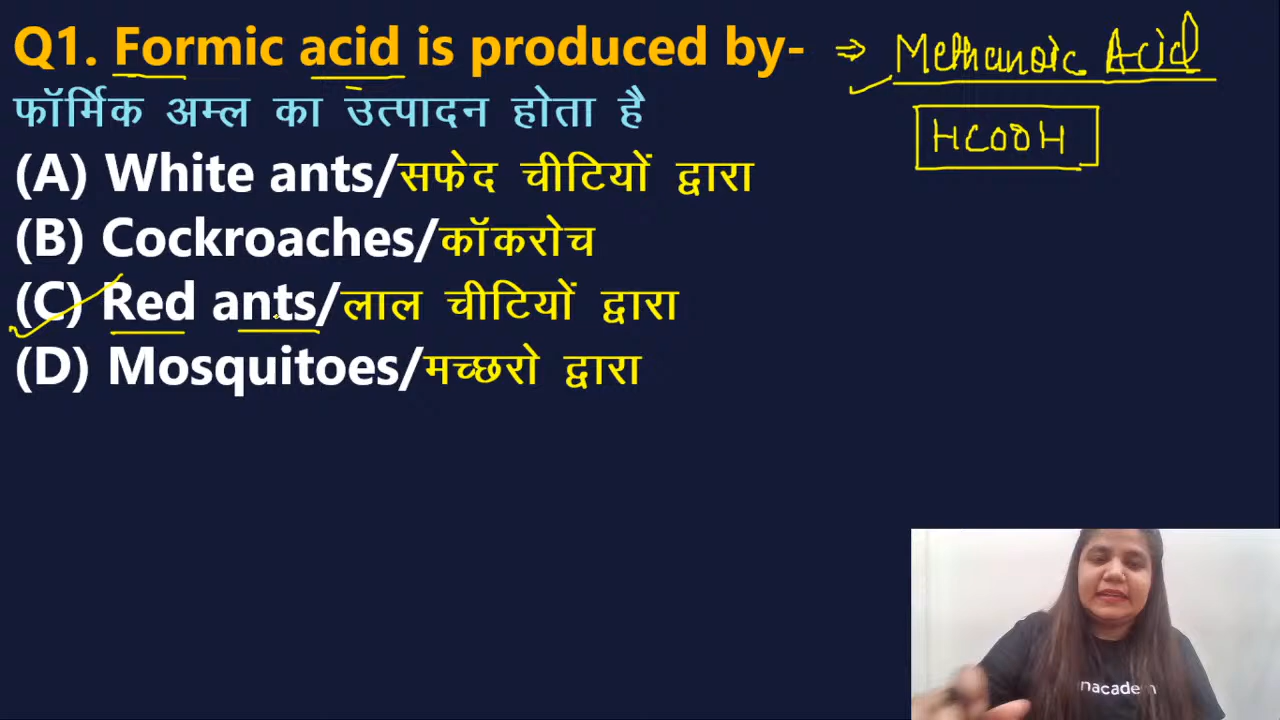 Q1. Formic acid is produced by- ⇒ Methanoic Acid
फॉर्मिक अम्ल का उत्पादन होता है
HCOOH
(A) White ants/सफेद चीटियों द्वारा
(B) Cockroaches/कॉकरोच
(C) Red ants/लाल चीटियों द्वारा
(D) Mosquitoes/मच्छरो द्वारा
nacadem